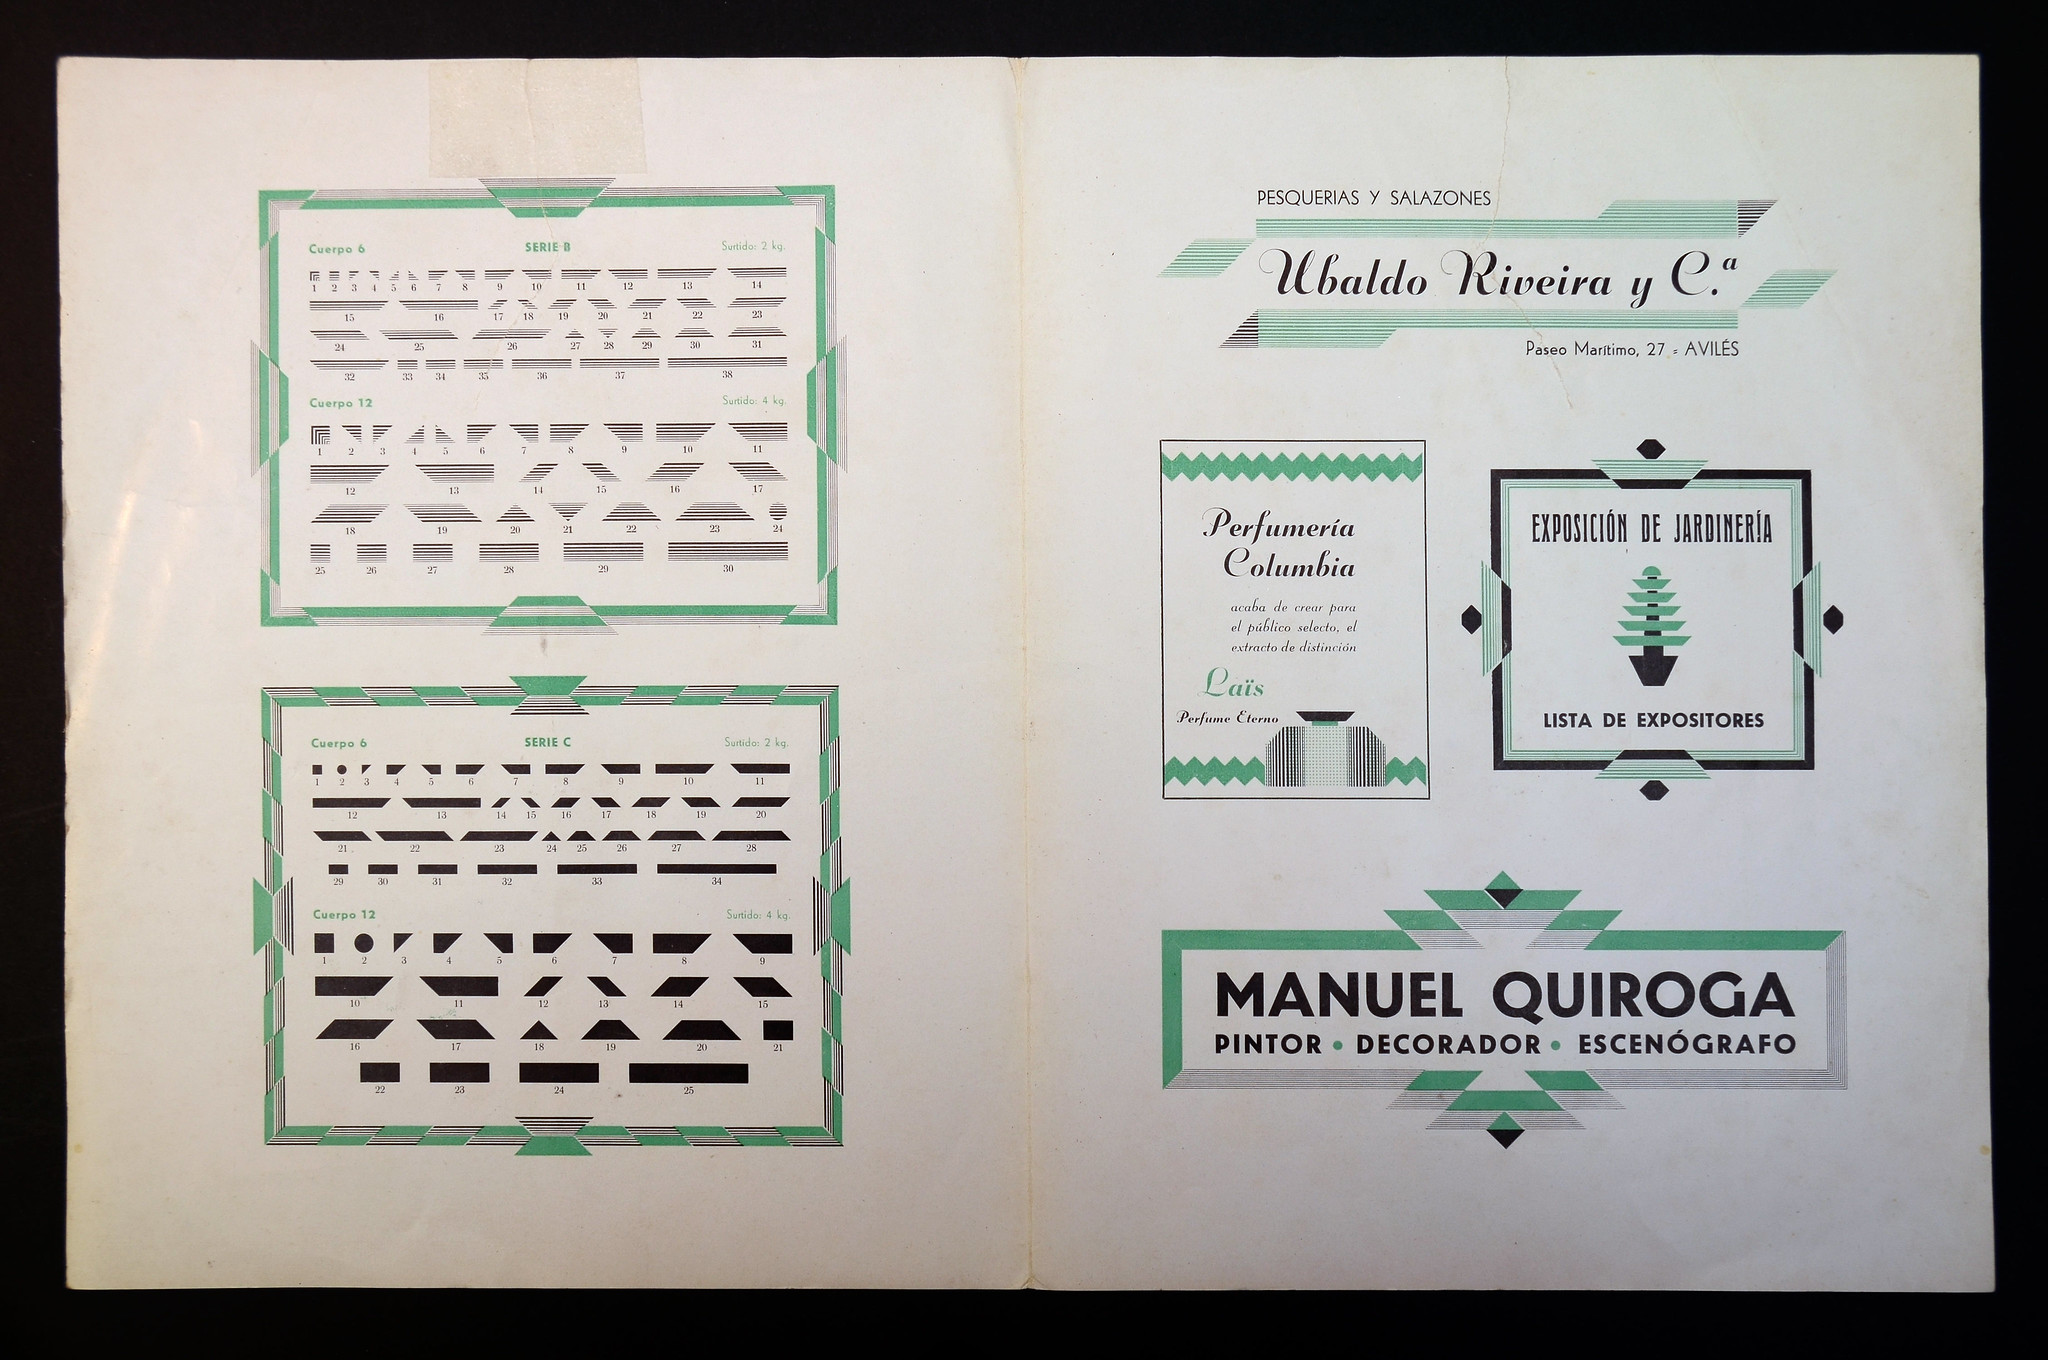 Cuerpo 6 SERIE B Surtido: 2 kg.
1 2 3 4 5 6 7 8 9 10 11 12 13 14
15 16 17 18 19 20 21 22 23
24 25 26 27 28 29 30 31
32 33 34 35 36 37 38
Cuerpo 12 Surtido: 4 kg.
1 2 3 4 5 6 7 8 9 10 11
12 13 14 15 16 17
18 19 20 21 22 23 24
25 26 27 28 29 30
Cuerpo 6 SERIE C Surtido: 2 kg.
1 2 3 4 5 6 7 8 9 10 11
12 13 14 15 16 17 18 19 20
21 22 23 24 25 26 27 28
29 30 31 32 33 34
Cuerpo 12 Surtido: 4 kg.
1 2 3 4 5 6 7 8 9
10 11 12 13 14 15
16 17 18 19 20 21
22 23 24 25
PESQUERIAS Y SALAZONES
Ubaldo Riveira y C.ª
Paseo Marítimo, 27 - AVILÉS
Perfumería
Columbia
acaba de crear para
el público selecto, el
extracto de distinción
Laïs
Perfume Eterno
EXPOSICIÓN DE JARDINERÍA
LISTA DE EXPOSITORES
MANUEL QUIROGA
PINTOR • DECORADOR • ESCENÓGRAFO